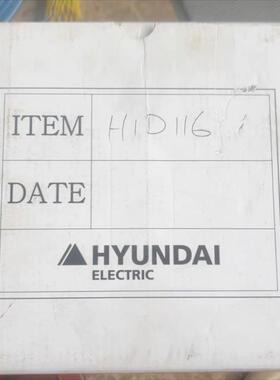 ITEM H1D116
DATE
HYUNDAI
ELECTRIC